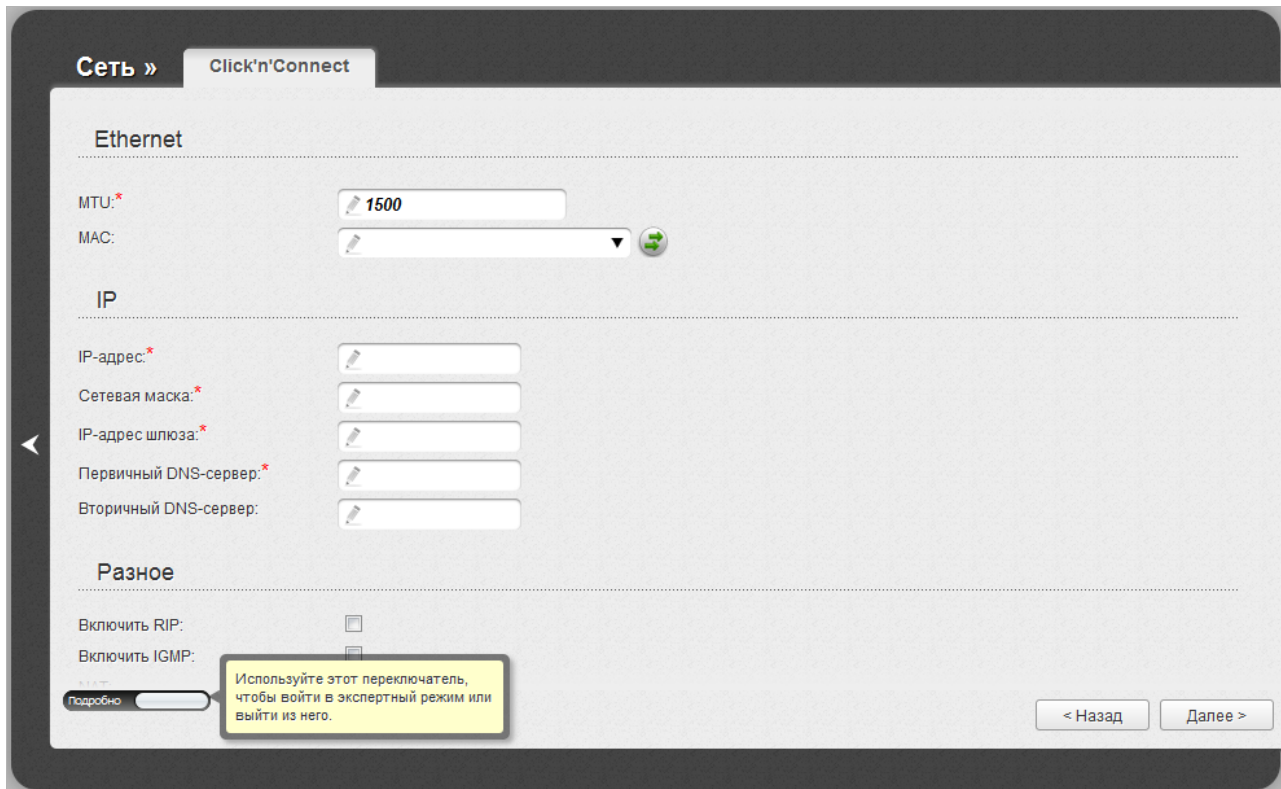 Сеть »
Click'n'Connect
Ethernet
MTU:*
1500
MAC:
IP
IP-адрес:*
Сетевая маска:*
IP-адрес шлюза:*
Первичный DNS-сервер:*
Вторичный DNS-сервер:
Разное
Включить RIP:
Включить IGMP:
NAT:
Подробно
Используйте этот переключатель,
чтобы войти в экспертный режим или
выйти из него.
< Назад
Далее >